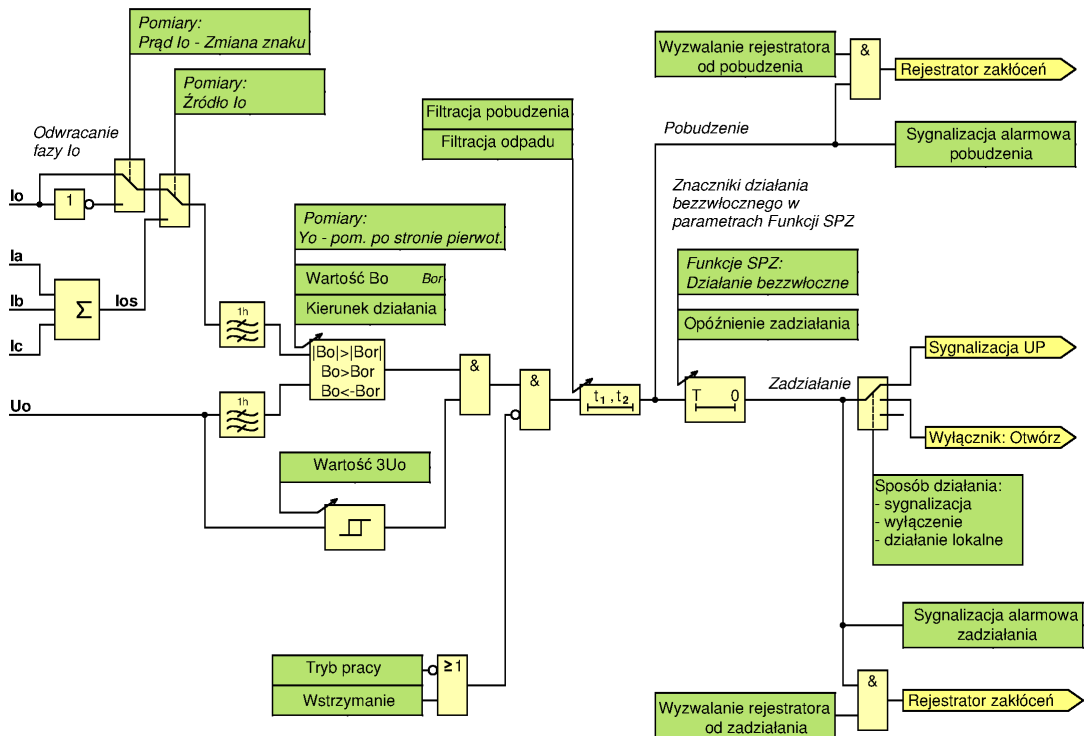 Pomiary:
Prąd Io - Zmiana znaku
Pomiary:
Źródło Io
Odwracanie
fazy Io
Io
1
Ia
Ib
Ic
Σ
Ios
1h
Uo
1h
Pomiary:
Yo - pom. po stronie pierwot.
Wartość Bo Bor
Kierunek działania
|Bo|>|Bor|
Bo>Bor
Bo<-Bor
&
&
Wartość 3Uo
Tryb pracy
Wstrzymanie
≥1
Filtracja pobudzenia
Filtracja odpadu
t1 , t2
Wyzwalanie rejestratora
od pobudzenia
&
Rejestrator zakłóceń
Pobudzenie
Sygnalizacja alarmowa
pobudzenia
Znaczniki działania
bezzwłocznego w
parametrach Funkcji SPZ
Funkcje SPZ:
Działanie bezzwłoczne
Opóźnienie zadziałania
T 0
Zadziałanie
Sygnalizacja UP
Wyłącznik: Otwórz
Sposób działania:
- sygnalizacja
- wyłączenie
- działanie lokalne
Sygnalizacja alarmowa
zadziałania
Wyzwalanie rejestratora
od zadziałania
&
Rejestrator zakłóceń